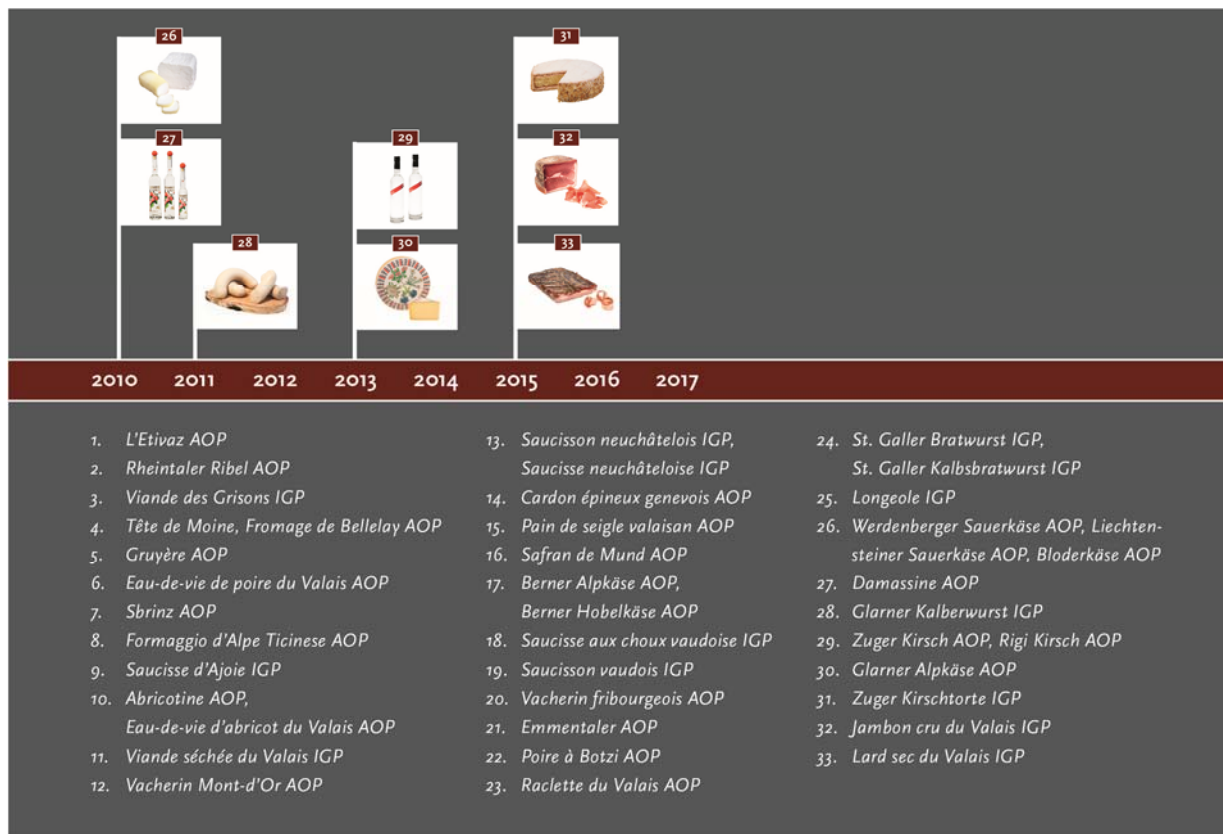 26
31
27
29
32
28
30
33
2010 2011 2012 2013 2014 2015 2016 2017
1. L'Etivaz AOP
2. Rheintaler Ribel AOP
3. Viande des Grisons IGP
4. Tête de Moine, Fromage de Bellelay AOP
5. Gruyère AOP
6. Eau-de-vie de poire du Valais AOP
7. Sbrinz AOP
8. Formaggio d'Alpe Ticinese AOP
9. Saucisse d'Ajoie IGP
10. Abricotine AOP,
Eau-de-vie d'abricot du Valais AOP
11. Viande séchée du Valais IGP
12. Vacherin Mont-d'Or AOP
13. Saucisson neuchâtelois IGP,
Saucisse neuchâteloise IGP
14. Cardon épineux genevois AOP
15. Pain de seigle valaisan AOP
16. Safran de Mund AOP
17. Berner Alpkäse AOP,
Berner Hobelkäse AOP
18. Saucisse aux choux vaudoise IGP
19. Saucisson vaudois IGP
20. Vacherin fribourgeois AOP
21. Emmentaler AOP
22. Poire à Botzi AOP
23. Raclette du Valais AOP
24. St. Galler Bratwurst IGP,
St. Galler Kalbsbratwurst IGP
25. Longeole IGP
26. Werdenberger Sauerkäse AOP, Liechten-
steiner Sauerkäse AOP, Bloderkäse AOP
27. Damassine AOP
28. Glarner Kalberwurst IGP
29. Zuger Kirsch AOP, Rigi Kirsch AOP
30. Glarner Alpkäse AOP
31. Zuger Kirschtorte IGP
32. Jambon cru du Valais IGP
33. Lard sec du Valais IGP